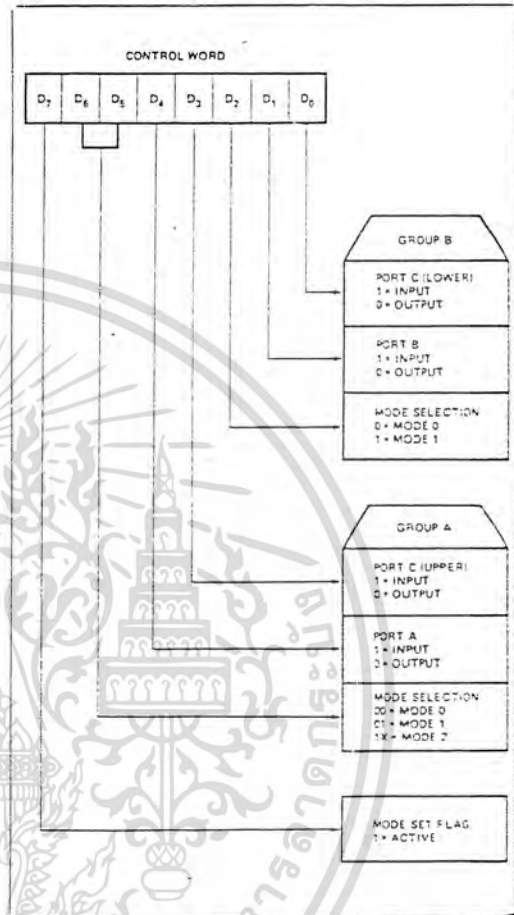 CONTROL WORD
D7 D6 D5 D4 D3 D2 D1 D0
GROUP B
PORT C (LOWER)
1 = INPUT
0 = OUTPUT
PORT B
1 = INPUT
0 = OUTPUT
MODE SELECTION
0 = MODE 0
1 = MODE 1
GROUP A
PORT C (UPPER)
1 = INPUT
0 = OUTPUT
PORT A
1 = INPUT
0 = OUTPUT
MODE SELECTION
00 = MODE 0
01 = MODE 1
1X = MODE 2
MODE SET FLAG
1 = ACTIVE